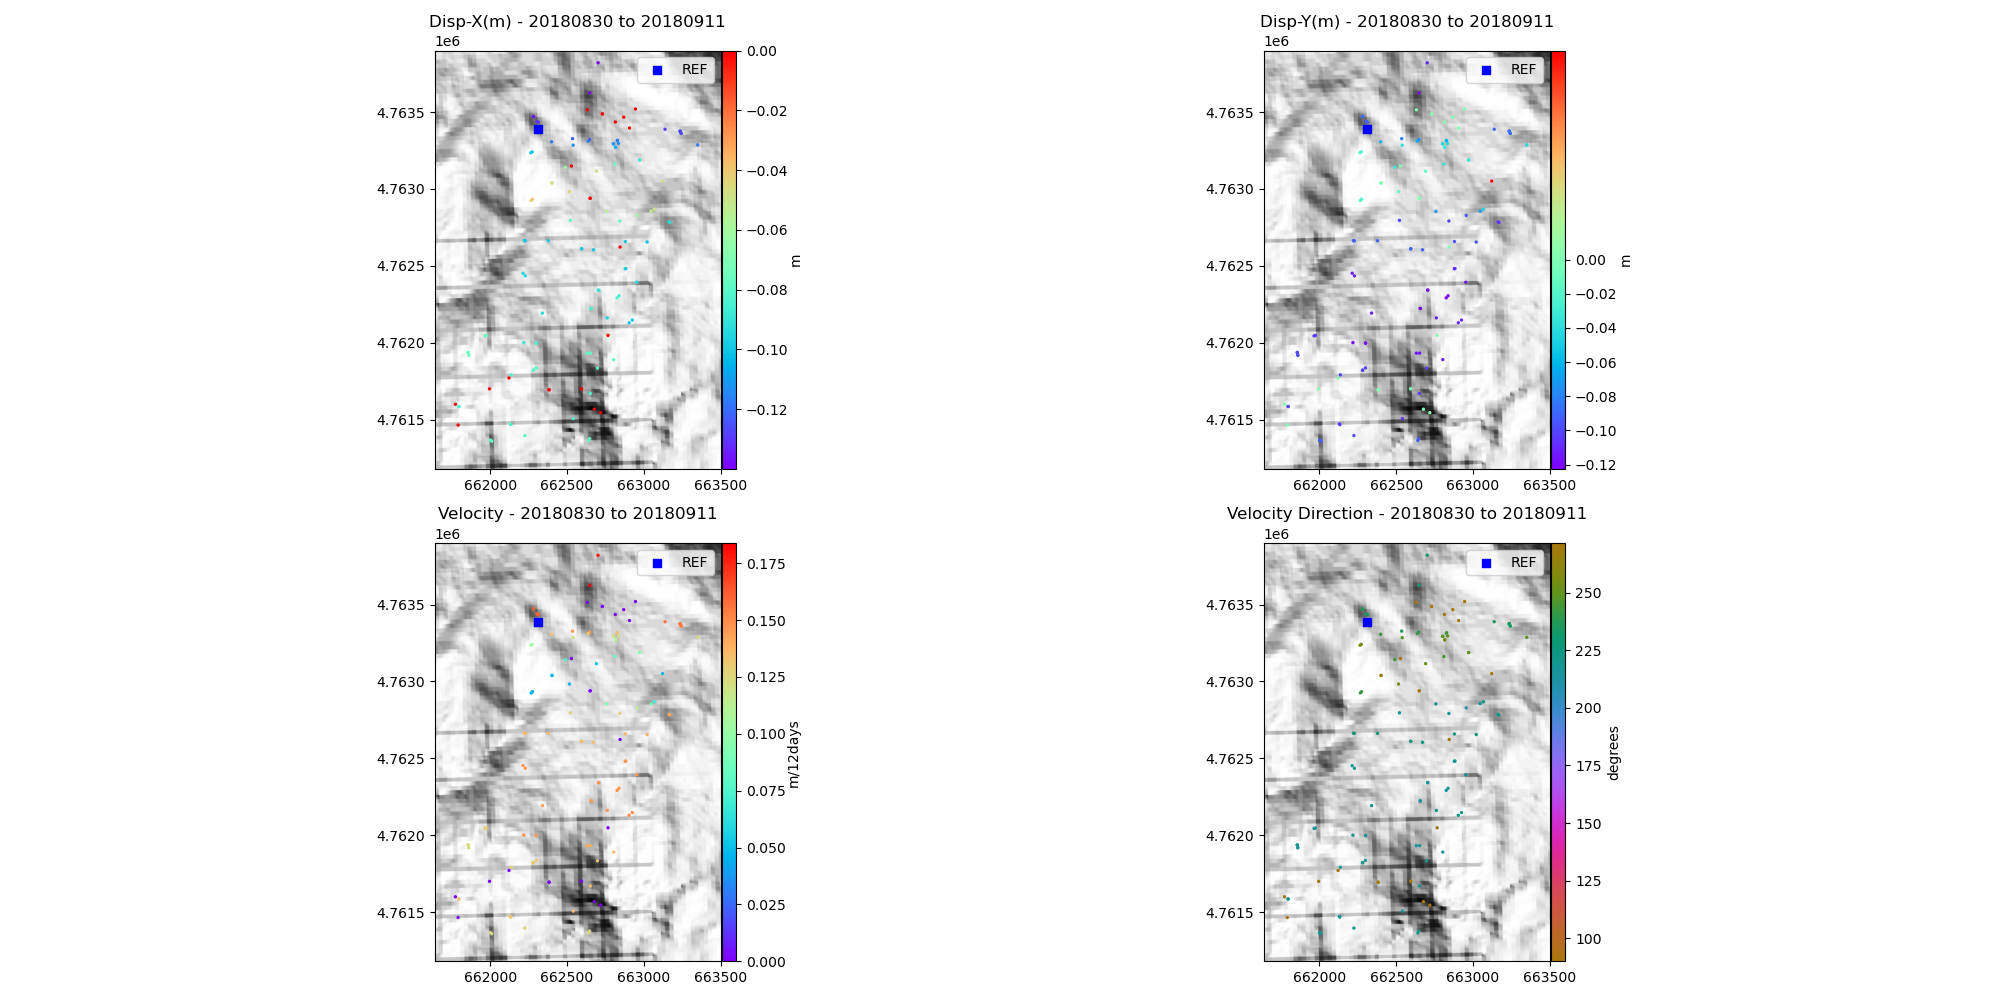 Disp-X(m) - 20180830 to 20180911
1e6
REF
4.7635
4.7630
4.7625
4.7620
4.7615
662000 662500 663000 663500
0.00
−0.02
−0.04
−0.06
−0.08
−0.10
−0.12
m
Disp-Y(m) - 20180830 to 20180911
1e6
REF
4.7635
4.7630
4.7625
4.7620
4.7615
662000 662500 663000 663500
0.00
−0.02
−0.04
−0.06
−0.08
−0.10
−0.12
m
Velocity - 20180830 to 20180911
1e6
REF
4.7635
4.7630
4.7625
4.7620
4.7615
662000 662500 663000 663500
0.175
0.150
0.125
0.100
0.075
0.050
0.025
0.000
m/12days
Velocity Direction - 20180830 to 20180911
1e6
REF
4.7635
4.7630
4.7625
4.7620
4.7615
662000 662500 663000 663500
250
225
200
175
150
125
100
degrees